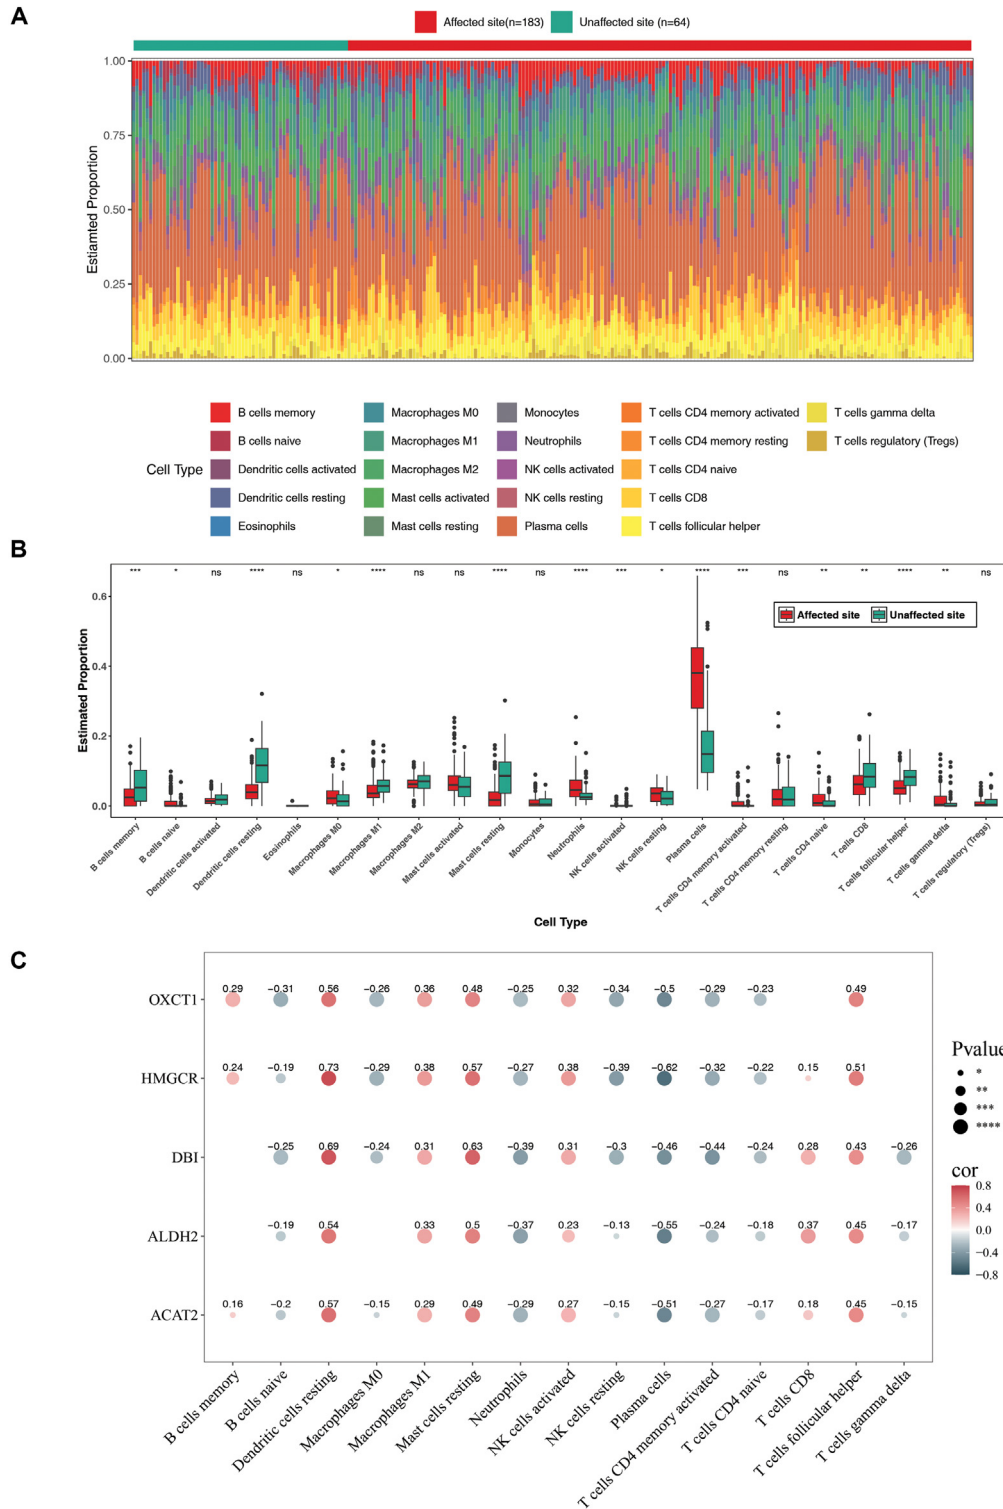 A
Affected site(n=183) Unaffected site (n=64)
Estiamted Proportion
1.00
0.75
0.50
0.25
0.00
Cell Type
B cells memory Macrophages M0 Monocytes T cells CD4 memory activated T cells gamma delta
B cells naive Macrophages M1 Neutrophils T cells CD4 memory resting T cells regulatory (Tregs)
Dendritic cells activated Macrophages M2 NK cells activated T cells CD4 naive
Dendritic cells resting Mast cells activated NK cells resting T cells CD8
Eosinophils Mast cells resting Plasma cells T cells follicular helper
B
*** * ns **** ns * **** ns ns **** ns **** *** * **** *** ns ** ** **** ** ns
Affected site Unaffected site
Estimated Proportion
0.6
0.4
0.2
0.0
B cells memory
B cells naive
Dendritic cells activated
Dendritic cells resting
Eosinophils
Macrophages M0
Macrophages M1
Macrophages M2
Mast cells activated
Mast cells resting
Monocytes
Neutrophils
NK cells activated
NK cells resting
Plasma cells
T cells CD4 memory activated
T cells CD4 memory resting
T cells CD4 naive
T cells CD8
T cells follicular helper
T cells gamma delta
T cells regulatory (Tregs)
Cell Type
C
0.29 −0.31 0.56 −0.26 0.36 0.48 −0.25 0.32 −0.34 −0.5 −0.29 −0.23 0.49
OXCT1
0.24 −0.19 0.73 −0.29 0.38 0.57 −0.27 0.38 −0.39 −0.62 −0.32 −0.22 0.15 0.51
HMGCR
−0.25 0.69 −0.24 0.31 0.63 −0.39 0.31 −0.3 −0.46 −0.44 −0.24 0.28 0.43 −0.26
DBI
−0.19 0.54 0.33 0.5 −0.37 0.23 −0.13 −0.55 −0.24 −0.18 0.37 0.45 −0.17
ALDH2
0.16 −0.2 0.57 −0.15 0.29 0.49 −0.29 0.27 −0.15 −0.51 −0.27 −0.17 0.18 0.45 −0.15
ACAT2
B cells memory
B cells naive
Dendritic cells resting
Macrophages M0
Macrophages M1
Mast cells resting
Neutrophils
NK cells activated
NK cells resting
Plasma cells
T cells CD4 memory activated
T cells CD4 naive
T cells CD8
T cells follicular helper
T cells gamma delta
Pvalue
*
**
***
****
cor
0.8
0.4
0.0
−0.4
−0.8